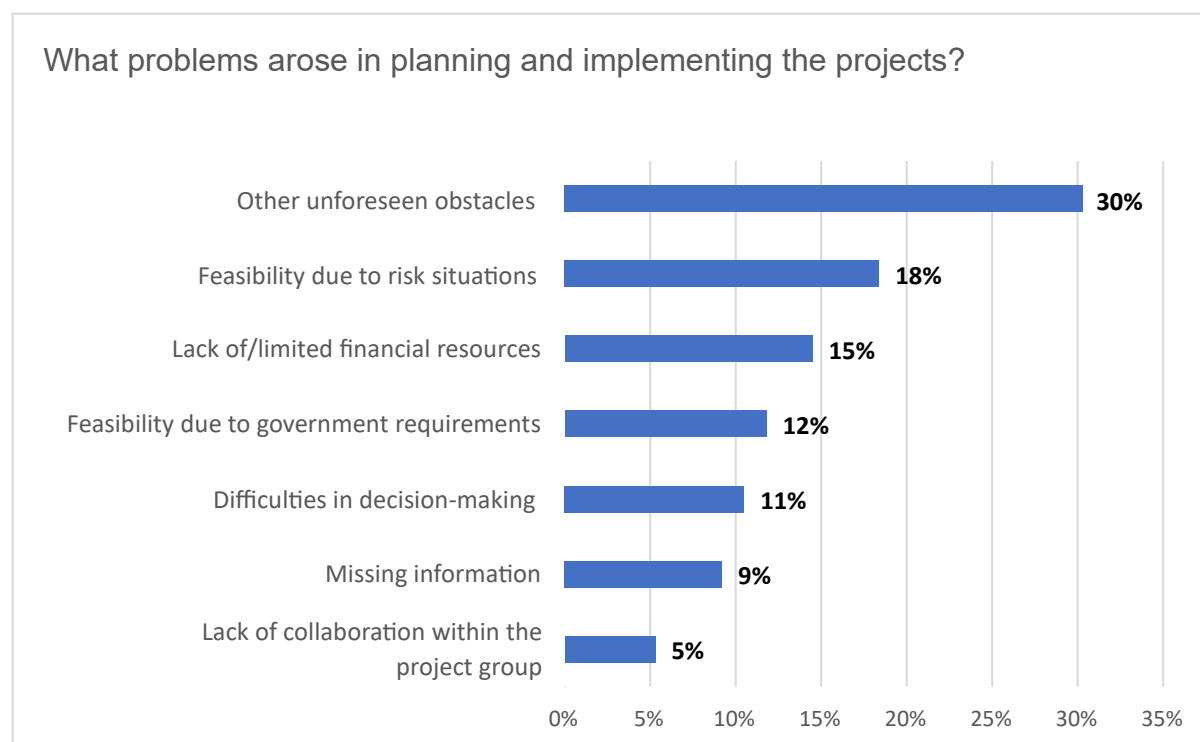 What problems arose in planning and implementing the projects?
Other unforeseen obstacles 30%
Feasibility due to risk situations 18%
Lack of/limited financial resources 15%
Feasibility due to government requirements 12%
Difficulties in decision-making 11%
Missing information 9%
Lack of collaboration within the
project group 5%
0% 5% 10% 15% 20% 25% 30% 35%